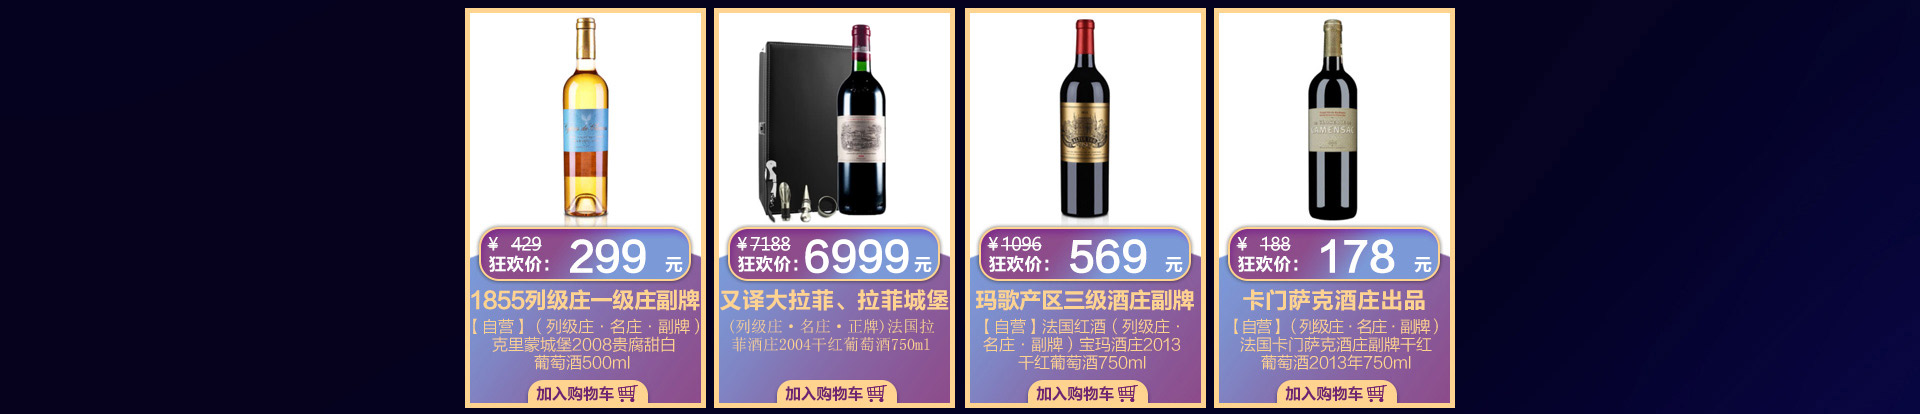 ¥ 429
狂欢价: 299 元
1855列级庄一级庄副牌
【自营】（列级庄·名庄·副牌）
克里蒙城堡2008贵腐甜白
葡萄酒500ml
加入购物车
¥7188
狂欢价: 6999 元
又译大拉菲、拉菲城堡
(列级庄·名庄·正牌)法国拉
菲酒庄2004干红葡萄酒750ml
加入购物车
LAMENSAC
¥1096
狂欢价: 569 元
玛歌产区三级酒庄副牌
【自营】法国红酒（列级庄·
名庄·副牌）宝玛酒庄2013
干红葡萄酒750ml
加入购物车
¥ 188
狂欢价: 178 元
卡门萨克酒庄出品
【自营】（列级庄·名庄·副牌）
法国卡门萨克酒庄副牌干红
葡萄酒2013年750ml
加入购物车